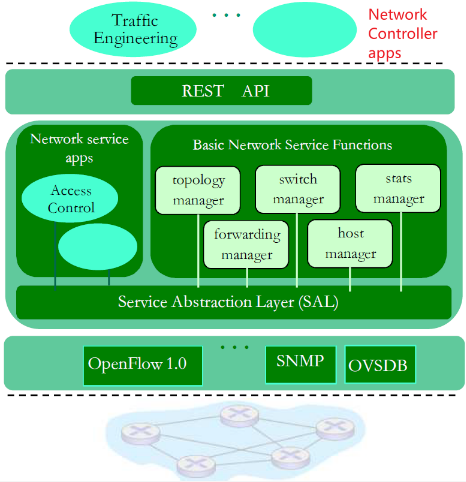 Traffic
Engineering
...
Network
Controller
apps
REST API
Network service
apps
Basic Network Service Functions
Access
Control
topology
manager
switch
manager
stats
manager
forwarding
manager
host
manager
Service Abstraction Layer (SAL)
...
OpenFlow 1.0
SNMP
OVSDB